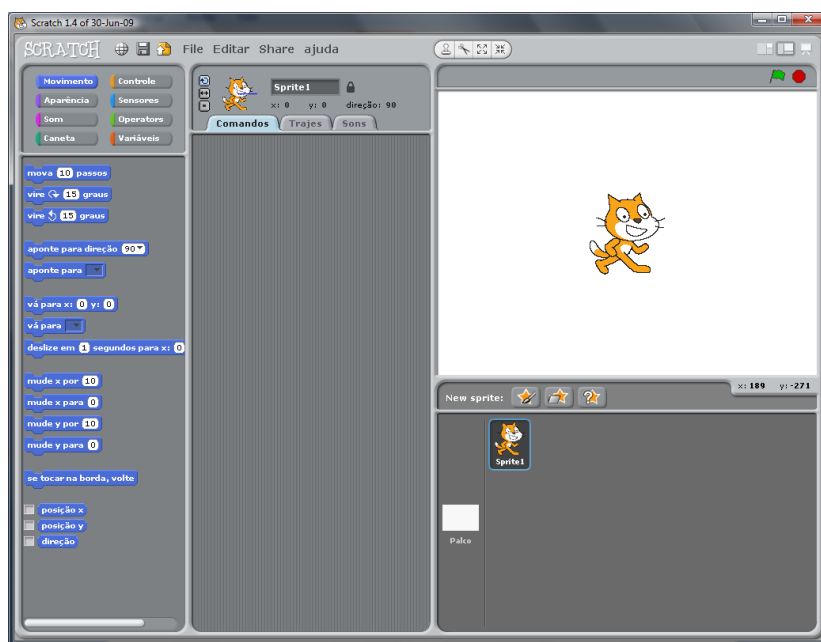 Scratch 1.4 of 30-Jun-09
SCRATCH File Editar Share ajuda
Movimento Controle
Aparência Sensores
Som Operators
Caneta Variáveis
mova 10 passos
vire 15 graus
vire 15 graus
aponte para direção 90
aponte para
vá para x: 0 y: 0
vá para
deslize em 1 segundos para x: 0
mude x por 10
mude x para 0
mude y por 10
mude y para 0
se tocar na borda, volte
posição x
posição y
direção
Sprite1
x: 0 y: 0 direção: 90
Comandos Trajes Sons
x: 189 y: -271
New sprite:
Sprite1
Palco